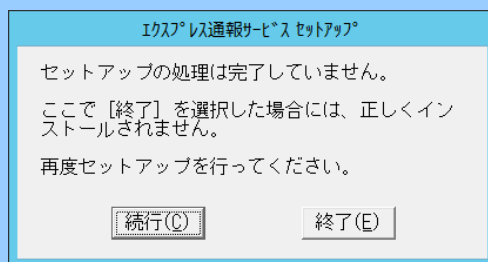 ｴｸｽﾌﾟﾚｽ通報ｻｰﾋﾞｽ ｾｯﾄｱｯﾌﾟ
セットアップの処理は完了していません。
ここで［終了］を選択した場合には、正しくイン
ストールされません。
再度セットアップを行ってください。
続行(C) 終了(E)